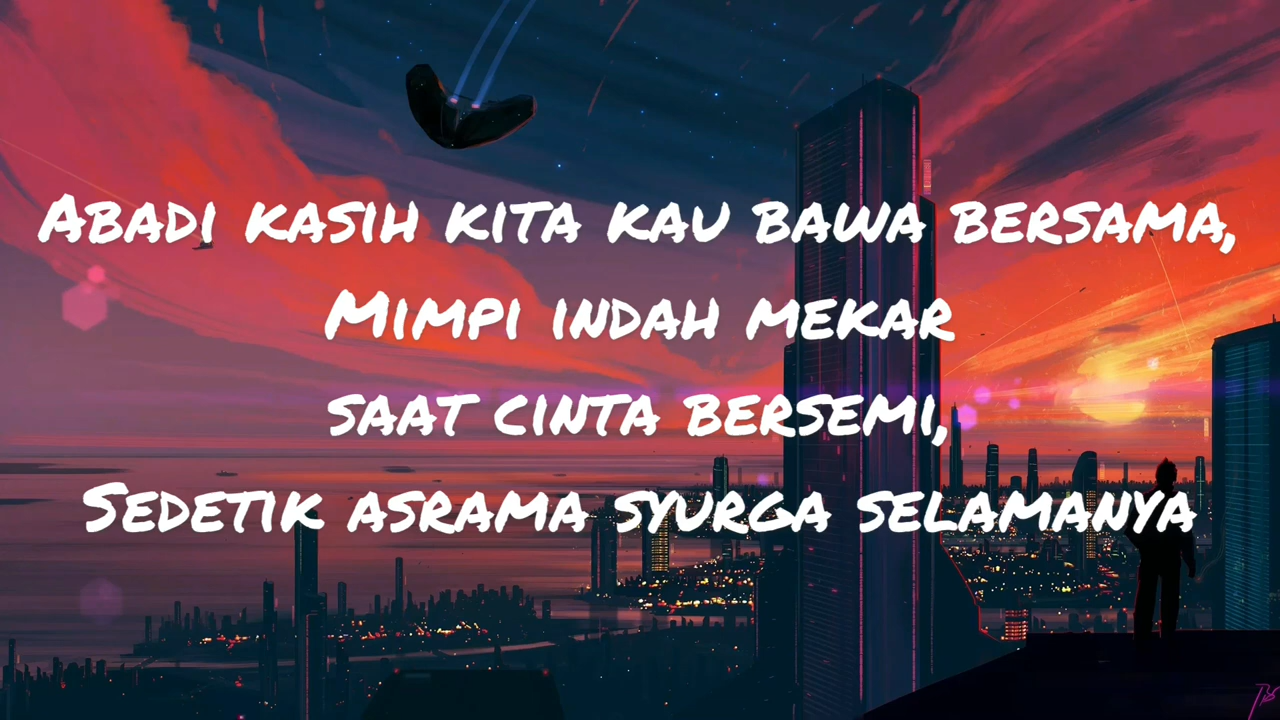 Abadi kasih kita kau bawa bersama,
Mimpi indah mekar
saat cinta bersemi,
Sedetik asrama syurga selamanya